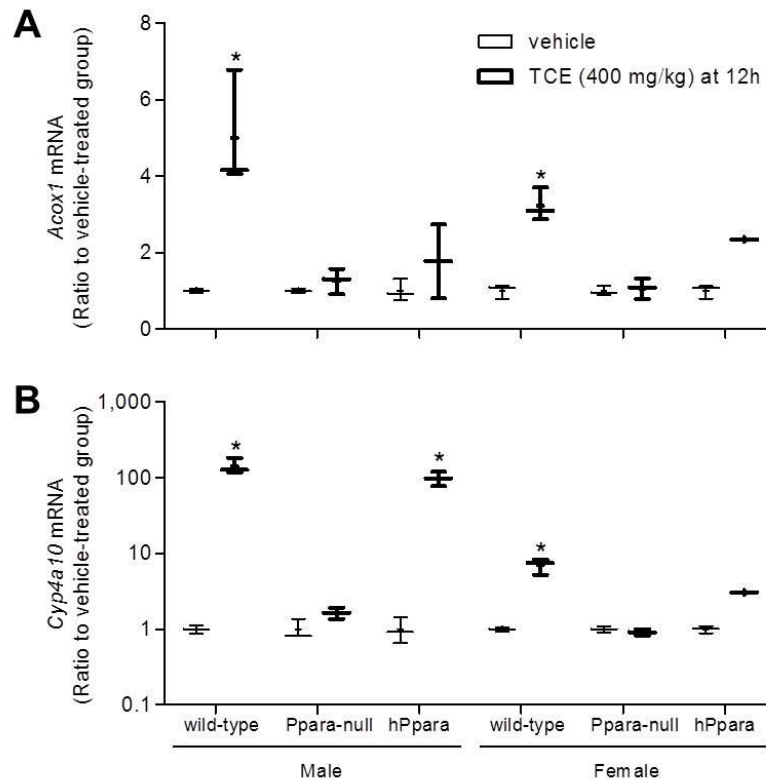 A
Acox1 mRNA
(Ratio to vehicle-treated group)
8
6
4
2
0
vehicle
TCE (400 mg/kg) at 12h
*
*
B
Cyp4a10 mRNA
(Ratio to vehicle-treated group)
1,000
100
10
1
0.1
*
*
*
wild-type Ppara-null hPpara wild-type Ppara-null hPpara
Male Female